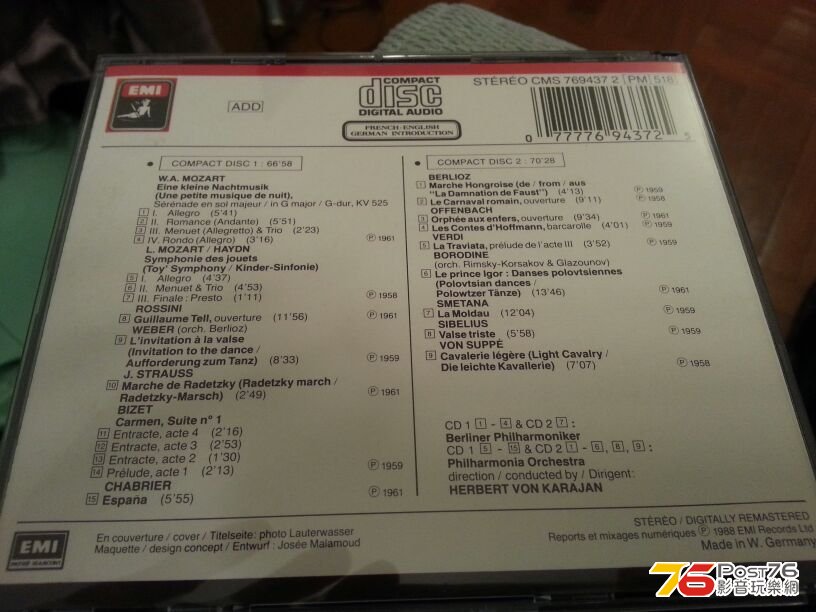 EMI
ADD
COMPACT
disc
DIGITAL AUDIO
FRENCH-ENGLISH
GERMAN INTRODUCTION
STÉRÉO CMS 769437 2 PM 518
0 77776 94372 5
• COMPACT DISC 1 : 66'58
W.A. MOZART
Eine kleine Nachtmusik
(Une petite musique de nuit),
Sérénade en sol majeur / in G major / G-dur, KV 525
1 I. Allegro (5'41)
2 II. Romance (Andante) (5'51)
3 III. Menuet (Allegretto) & Trio (2'23)
4 IV. Rondo (Allegro) (3'16) ℗ 1961
L. MOZART / HAYDN
Symphonie des jouets
(Toy' Symphony / Kinder-Sinfonie)
5 I. Allegro (4'37)
6 II. Menuet & Trio (4'53)
7 III. Finale : Presto (1'11) ℗ 1958
ROSSINI
8 Guillaume Tell, ouverture (11'56) ℗ 1961
WEBER (orch. Berlioz)
9 L'invitation à la valse
(Invitation to the dance /
Aufforderung zum Tanz) (8'33) ℗ 1959
J. STRAUSS
10 Marche de Radetzky (Radetzky march /
Radetzky-Marsch) (2'49) ℗ 1961
BIZET
Carmen, Suite n° 1
11 Entracte, acte 4 (2'16)
12 Entracte, acte 3 (2'53)
13 Entracte, acte 2 (1'30)
14 Prélude, acte 1 (2'13) ℗ 1959
CHABRIER
15 España (5'55) ℗ 1961
• COMPACT DISC 2 : 70'28
BERLIOZ
1 Marche Hongroise (de / from / aus
"La Damnation de Faust") (4'13) ℗ 1959
2 Le Carnaval romain, ouverture (9'11) ℗ 1958
OFFENBACH
3 Orphée aux enfers, ouverture (9'34) ℗ 1961
4 Les Contes d'Hoffmann, barcarolle (4'01) ℗ 1959
VERDI
5 La Traviata, prélude de l'acte III (3'52) ℗ 1959
BORODINE
(orch. Rimsky-Korsakov & Glazounov)
6 Le prince Igor : Danses polovtsiennes
(Polovtsian dances /
Polowtzer Tänze) (13'46) ℗ 1961
SMETANA
7 La Moldau (12'04) ℗ 1959
SIBELIUS
8 Valse triste (5'58) ℗ 1959
VON SUPPÉ
9 Cavalerie légère (Light Cavalry /
Die leichte Kavallerie) (7'07) ℗ 1958
CD 1 1 - 4 & CD 2 7 :
Berliner Philharmoniker
CD 1 5 - 15 & CD 2 1 - 6, 8, 9 :
Philharmonia Orchestra
direction / conducted by / Dirigent:
HERBERT VON KARAJAN
EMI
PATHÉ MARCONI
En couverture / cover / Titelseite: photo Lauterwasser
Maquette / design concept / Entwurf : Josée Malamoud
STÉRÉO / DIGITALLY REMASTERED
Reports et mixages numériques ℗ 1988 EMI Records Ltd
Made in W. Germany
76 Post76
影音玩樂網